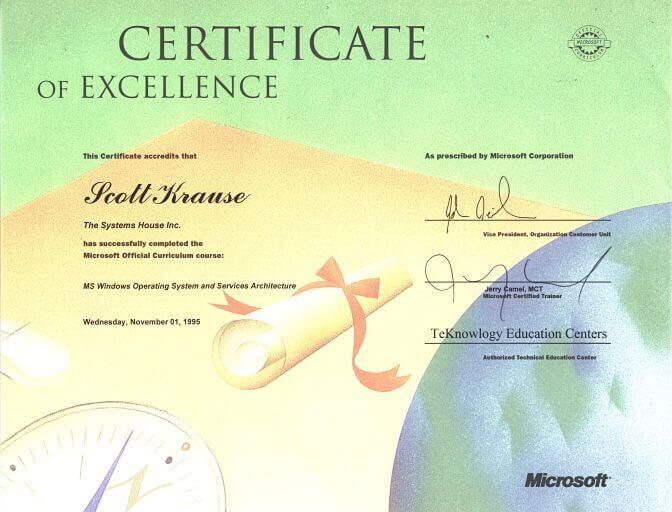 CERTIFICATE
OF EXCELLENCE
MICROSOFT
This Certificate accredits that
Scott Krause
The Systems House Inc.
has successfully completed the
Microsoft Official Curriculum course:
MS Windows Operating System and Services Architecture
Wednesday, November 01, 1995
As prescribed by Microsoft Corporation
Vice President, Organization Customer Unit
Jerry Camel, MCT
Microsoft Certified Trainer
TeKnowlogy Education Centers
Authorized Technical Education Center
Microsoft